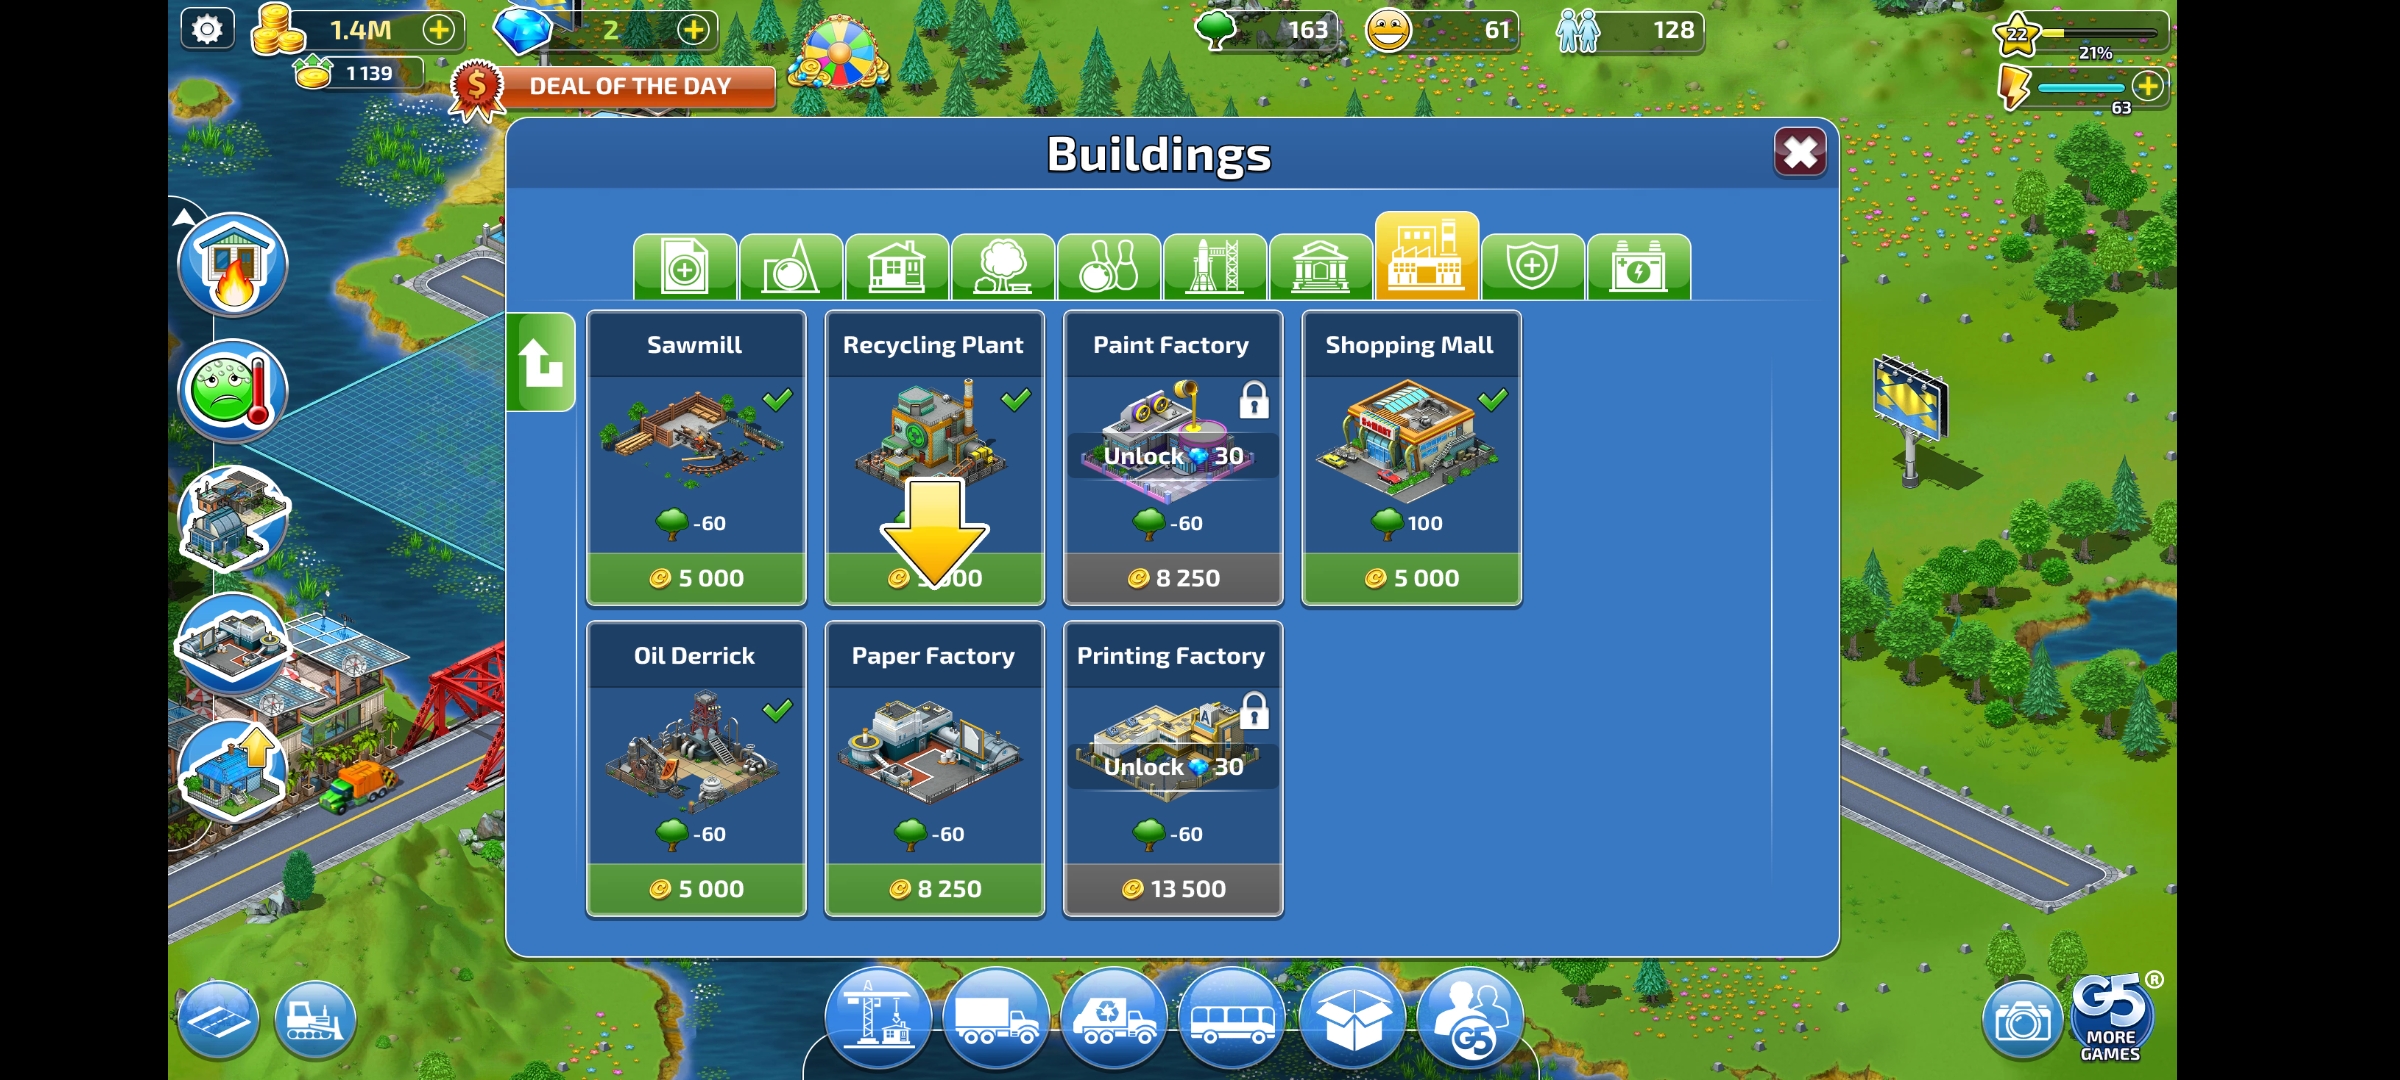 1.4M
2
163
61
128
22
21%
1 139
DEAL OF THE DAY
63
Buildings
Sawmill
Recycling Plant
Paint Factory
Shopping Mall
Unlock 30
-60
-60
100
5 000
8 250
5 000
Oil Derrick
Paper Factory
Printing Factory
Unlock 30
-60
-60
-60
5 000
8 250
13 500
G5
G5 ®
MORE
GAMES